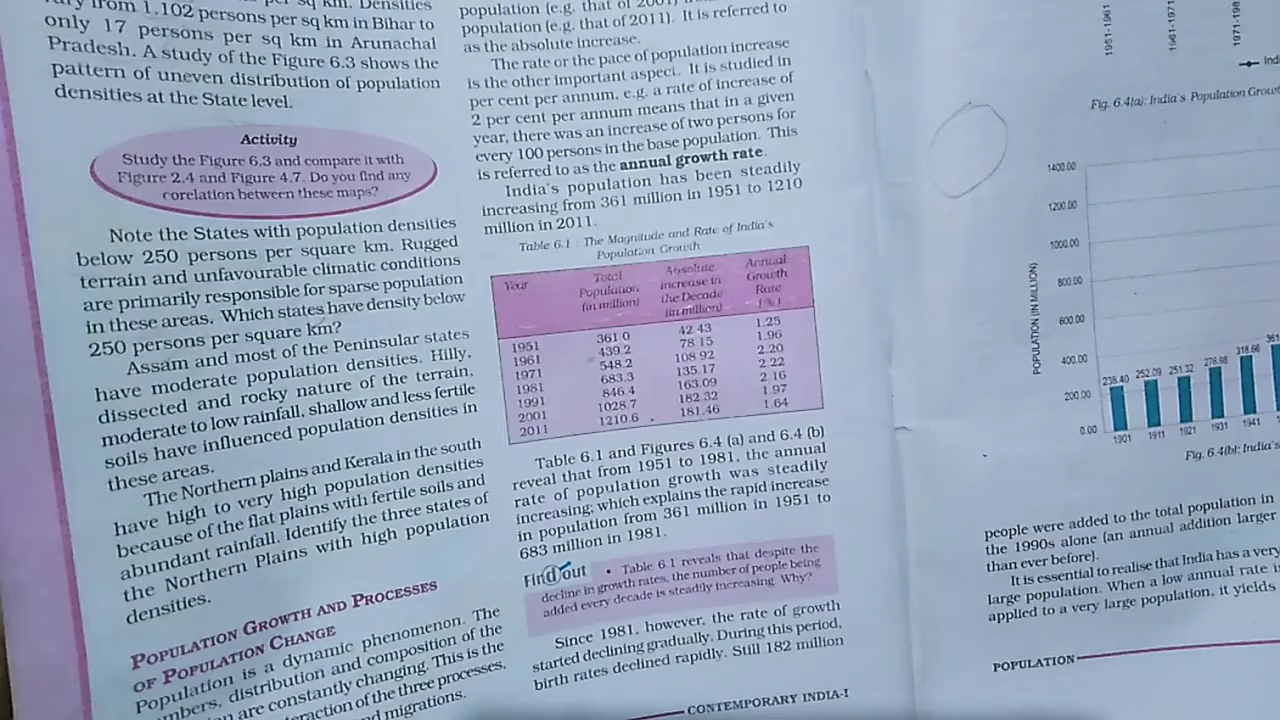 per sq km. Densities
from 1,102 persons per sq km in Bihar to
only 17 persons per sq km in Arunachal
Pradesh. A study of the Figure 6.3 shows the
pattern of uneven distribution of population
densities at the State level.
Activity
Study the Figure 6.3 and compare it with
Figure 2.4 and Figure 4.7. Do you find any
corelation between these maps?
Note the States with population densities
below 250 persons per square km. Rugged
terrain and unfavourable climatic conditions
are primarily responsible for sparse population
in these areas. Which states have density below
250 persons per square km?
Assam and most of the Peninsular states
have moderate population densities. Hilly,
dissected and rocky nature of the terrain,
moderate to low rainfall, shallow and less fertile
soils have influenced population densities in
these areas.
The Northern plains and Kerala in the south
have high to very high population densities
because of the flat plains with fertile soils and
abundant rainfall. Identify the three states of
the Northern Plains with high population
densities.
POPULATION GROWTH AND PROCESSES
OF POPULATION CHANGE
Population is a dynamic phenomenon. The
numbers, distribution and composition of the
are constantly changing. This is the
of the three processes,
migrations.
population (e.g. that of 2001)
population (e.g. that of 2011). It is referred to
as the absolute increase.
The rate or the pace of population increase
is the other important aspect. It is studied in
per cent per annum, e.g. a rate of increase of
2 per cent per annum means that in a given
year, there was an increase of two persons for
every 100 persons in the base population. This
is referred to as the annual growth rate.
India's population has been steadily
increasing from 361 million in 1951 to 1210
million in 2011.
Table 6.1 : The Magnitude and Rate of India's
Population Growth
Year Total Population (in million) Absolute increase in the Decade (in million) Annual Growth Rate (%)
1951 361.0 42.43 1.25
1961 439.2 78.15 1.96
1971 548.2 108.92 2.20
1981 683.3 135.17 2.22
1991 846.4 163.09 2.16
2001 1028.7 182.32 1.97
2011 1210.6 181.46 1.64
Table 6.1 and Figures 6.4 (a) and 6.4 (b)
reveal that from 1951 to 1981, the annual
rate of population growth was steadily
increasing; which explains the rapid increase
in population from 361 million in 1951 to
683 million in 1981.
Find out • Table 6.1 reveals that despite the
decline in growth rates, the number of people being
added every decade is steadily increasing. Why?
Since 1981, however, the rate of growth
started declining gradually. During this period,
birth rates declined rapidly. Still 182 million
CONTEMPORARY INDIA-I
1951-1961 1961-1971 1971-198
Ind
Fig. 6.4(a): India's Population Growt
POPULATION (IN MILLION)
1400.00
1200.00
1000.00
800.00
600.00
400.00
200.00
0.00
238.40 252.09 251.32 278.98 318.66 361
1901 1911 1921 1931 1941
Fig. 6.4(b): India's
people were added to the total population in
the 1990s alone (an annual addition larger
than ever before).
It is essential to realise that India has a very
large population. When a low annual rate is
applied to a very large population, it yields
POPULATION